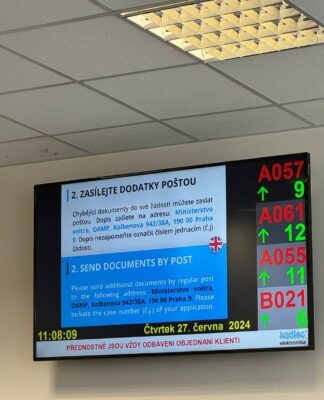 2. ZASÍLEJTE DODATKY POŠTOU
Chybějící dokumenty do své žádosti můžete zaslat
poštou. Dopis zašlete na adresu: Ministerstvo
vnitra, OAMP, Kolbenova 942/38A, 190 00 Praha
9. Dopis nezapomeňte označit číslem jednacím (č.j)
žádosti.
2. SEND DOCUMENTS BY POST
Please send additional documents by regular post
to the following address: Ministerstvo vnitra,
OAMP, Kolbenova 942/38A, 190 00 Praha 9. Please
include the case number (č.j.) of your application.
A057
↑ 9
A061
↑ 12
A055
↑ 11
B021
↑ 6
11:08:09
Čtvrtek 27. června 2024
PŘEDNOSTNĚ JSOU VŽDY ODBAVENI OBJEDNANÍ KLIENTI
kadlec
elektronika